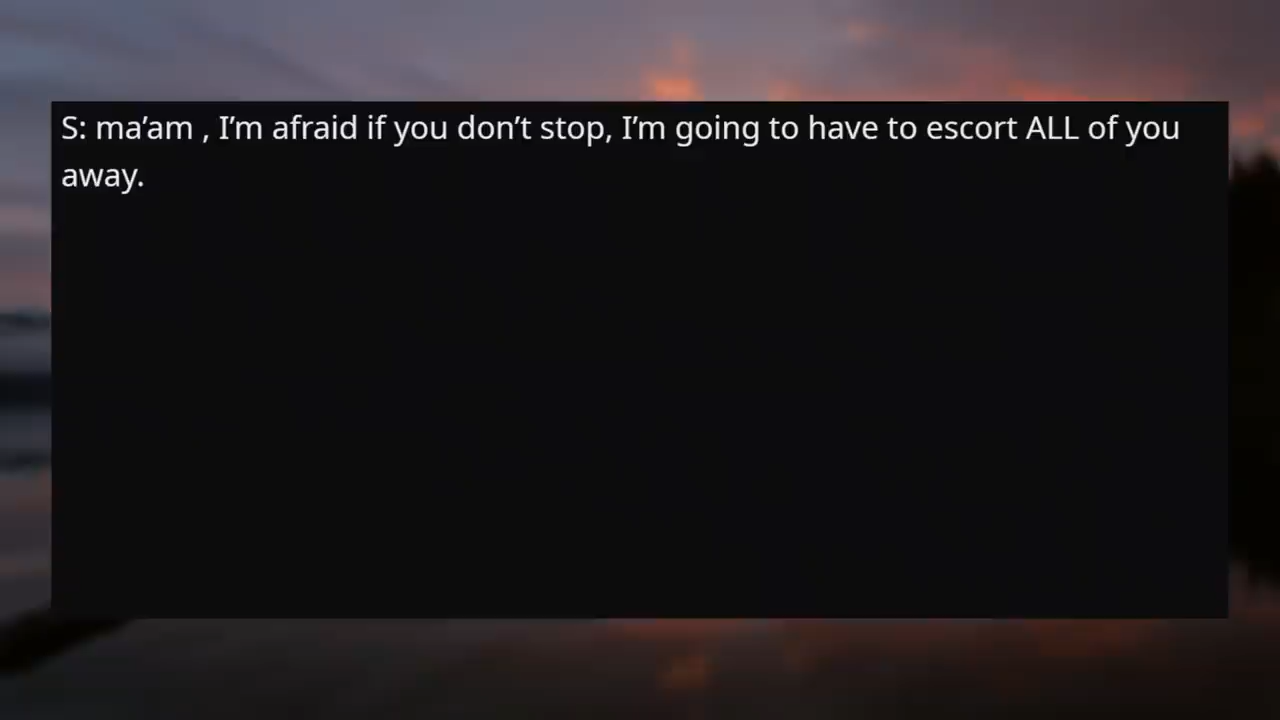 S: ma’am , I’m afraid if you don’t stop, I’m going to have to escort ALL of you
away.